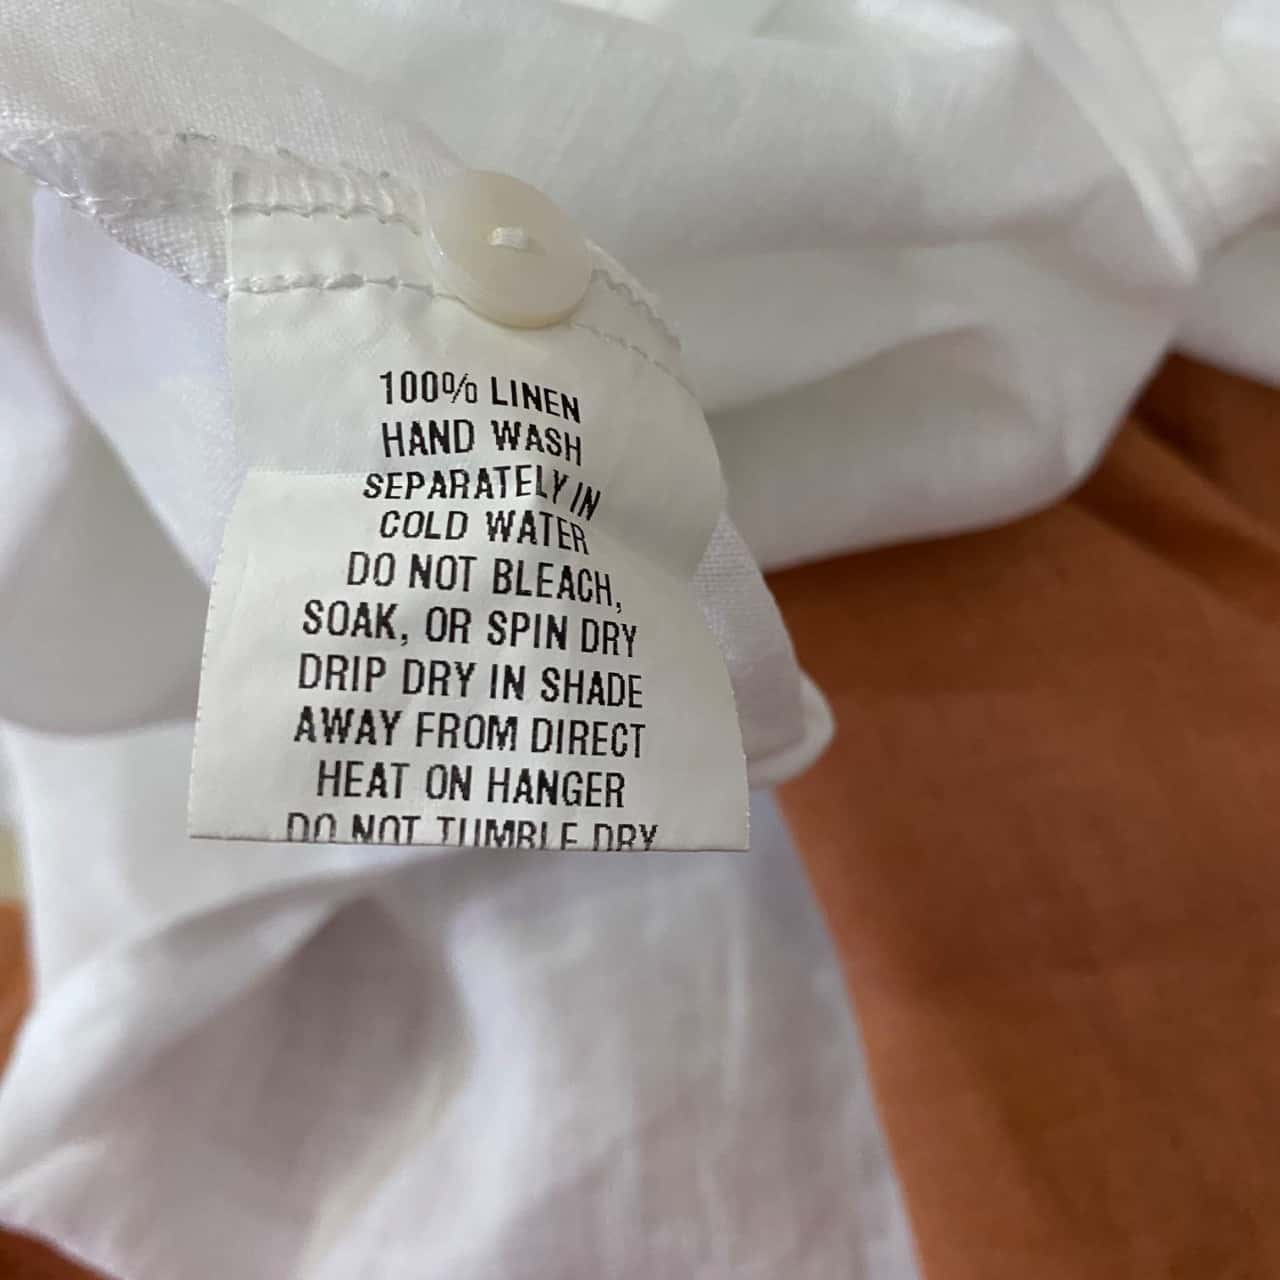 100% LINEN
HAND WASH
SEPARATELY IN
COLD WATER
DO NOT BLEACH,
SOAK, OR SPIN DRY
DRIP DRY IN SHADE
AWAY FROM DIRECT
HEAT ON HANGER
DO NOT TUMBLE DRY